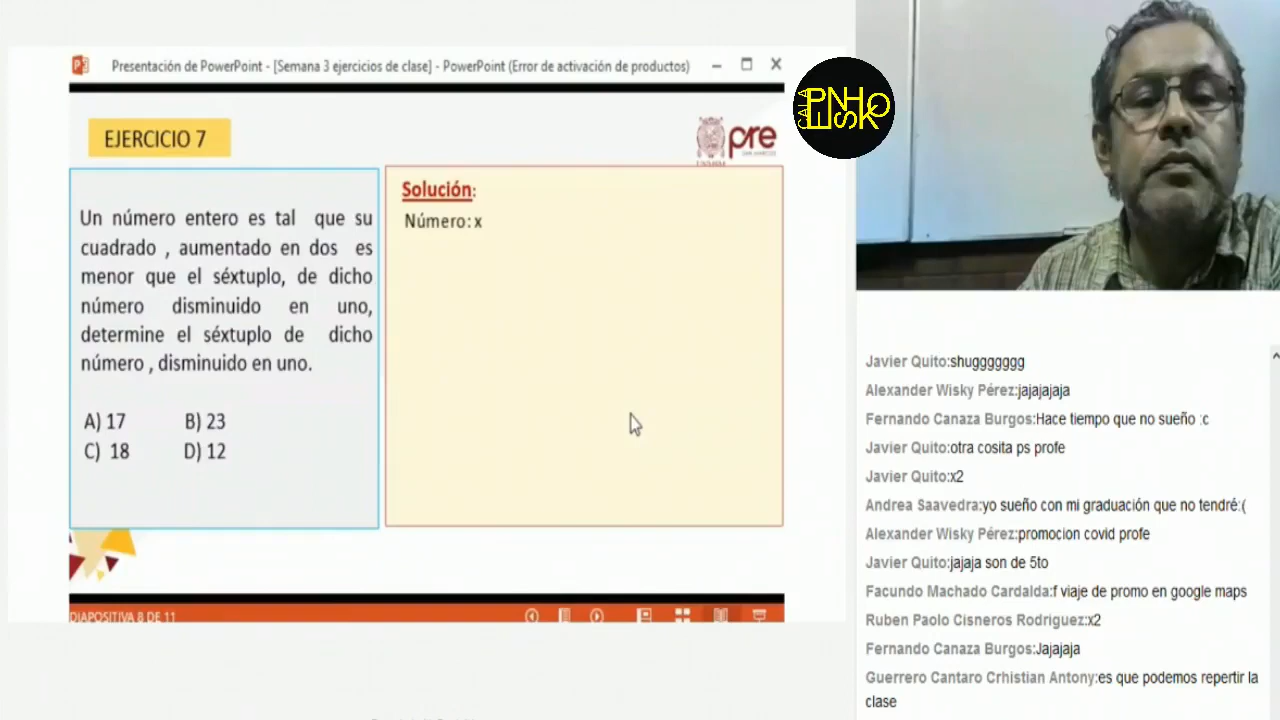 Presentación de PowerPoint - [Semana 3 ejercicios de clase] - PowerPoint (Error de activación de productos)
EJERCICIO 7
pre
CALA
PENHO
ESK
Un número entero es tal que su
cuadrado , aumentado en dos es
menor que el séxtuplo, de dicho
número disminuido en uno,
determine el séxtuplo de dicho
número , disminuido en uno.
A) 17 B) 23
C) 18 D) 12
Solución:
Número: x
DIAPOSITIVA 8 DE 11
Javier Quito:shuggggggg
Alexander Wisky Pérez:jajajajaja
Fernando Canaza Burgos:Hace tiempo que no sueño :c
Javier Quito:otra cosita ps profe
Javier Quito:x2
Andrea Saavedra:yo sueño con mi graduación que no tendré:(
Alexander Wisky Pérez:promocion covid profe
Javier Quito:jajaja son de 5to
Facundo Machado Cardalda:f viaje de promo en google maps
Ruben Paolo Cisneros Rodriguez:x2
Fernando Canaza Burgos:Jajajaja
Guerrero Cantaro Crhistian Antony:es que podemos repertir la
clase